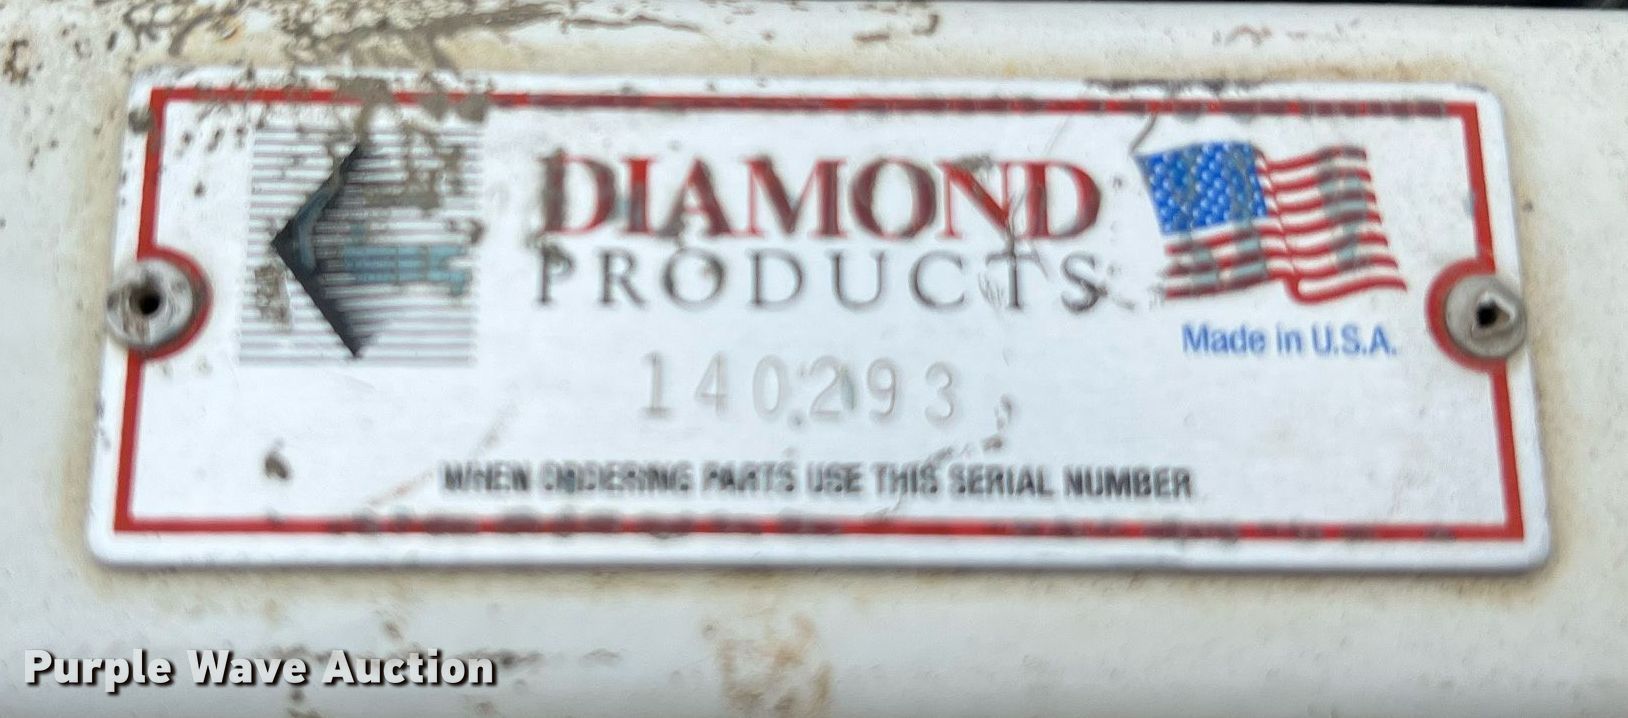 DIAMOND
PRODUCTS
Made in U.S.A.
140293
WHEN ORDERING PARTS USE THIS SERIAL NUMBER
Purple Wave Auction